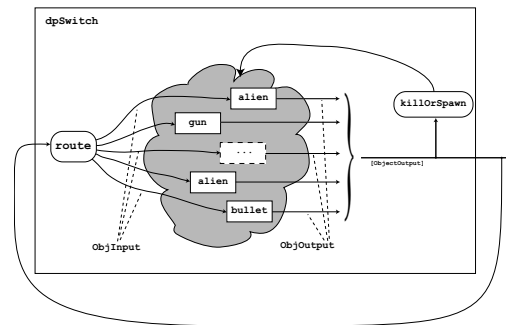 dpSwitch
alien
killOrSpawn
gun
route
...
[ObjectOutput]
alien
bullet
ObjInput
ObjOutput